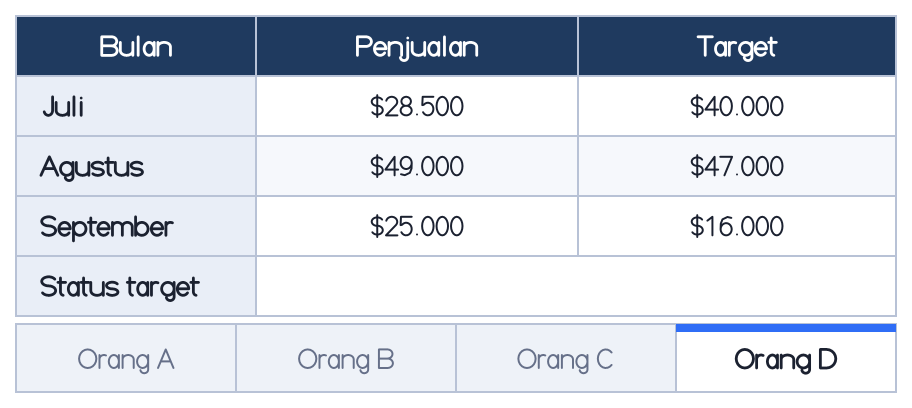 Bulan Penjualan Target
Juli $28.500 $40.000
Agustus $49.000 $47.000
September $25.000 $16.000
Status target
Orang A Orang B Orang C Orang D